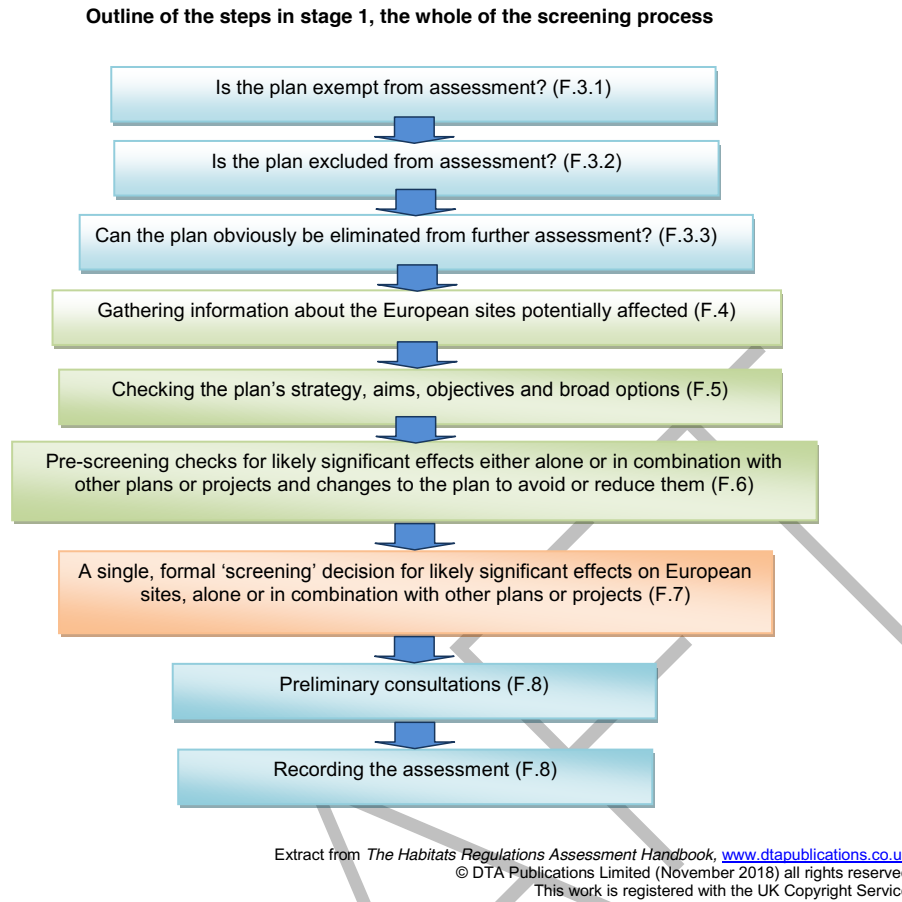 Outline of the steps in stage 1, the whole of the screening process
Is the plan exempt from assessment? (F.3.1)
Is the plan excluded from assessment? (F.3.2)
Can the plan obviously be eliminated from further assessment? (F.3.3)
Gathering information about the European sites potentially affected (F.4)
Checking the plan's strategy, aims, objectives and broad options (F.5)
Pre-screening checks for likely significant effects either alone or in combination with
other plans or projects and changes to the plan to avoid or reduce them (F.6)
A single, formal 'screening' decision for likely significant effects on European
sites, alone or in combination with other plans or projects (F.7)
Preliminary consultations (F.8)
Recording the assessment (F.8)
Extract from The Habitats Regulations Assessment Handbook, www.dtapublications.co.u
© DTA Publications Limited (November 2018) all rights reserve
This work is registered with the UK Copyright Servic